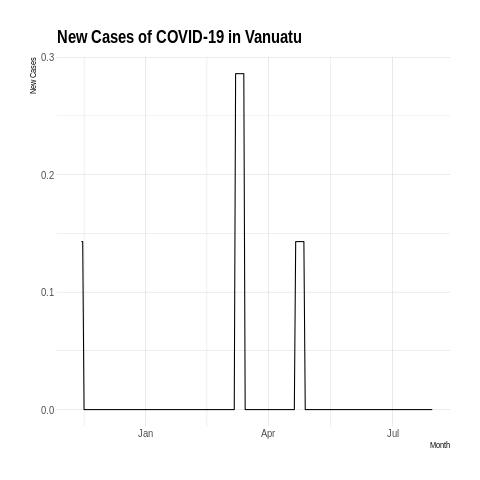 New Cases of COVID-19 in Vanuatu
New Cases
0.3
0.2
0.1
0.0
Jan Apr Jul
Month